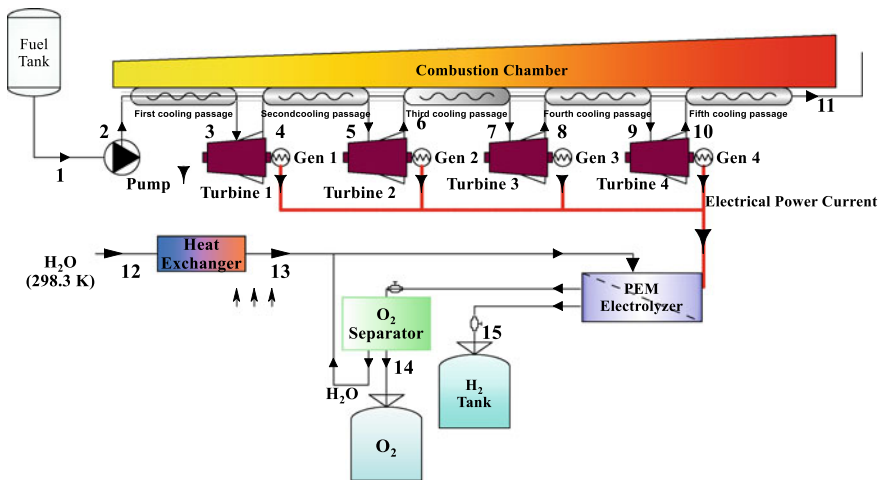 Fuel
Tank
Combustion Chamber
First cooling passage
Secondcooling passage
Third cooling passage
Fourth cooling passage
Fifth cooling passage
11
2
3
4
5
6
7
8
9
10
1
Pump
Gen 1
Gen 2
Gen 3
Gen 4
Turbine 1
Turbine 2
Turbine 3
Turbine 4
Electrical Power Current
H₂O
(298.3 K)
12
Heat
Exchanger
13
PEM
Electrolyzer
O₂
Separator
15
14
H₂O
H₂
Tank
O₂